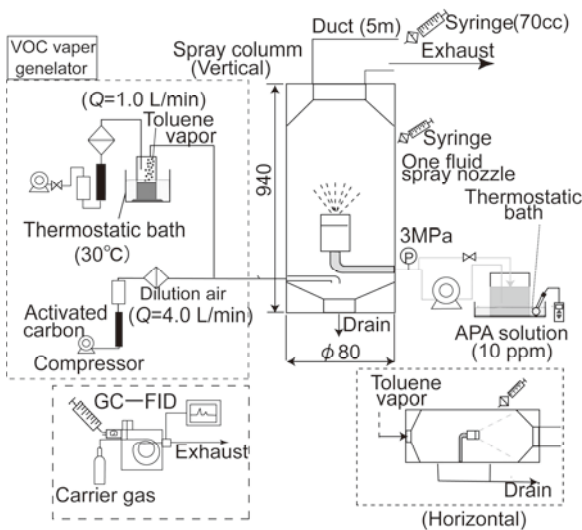 VOC vaper
genelator
Duct (5m)
Syringe(70cc)
Exhaust
Spray columm
(Vertical)
(Q=1.0 L/min)
Toluene
vapor
Thermostatic bath
(30℃)
940
Syringe
One fluid
spray nozzle
Thermostatic
bath
3MPa
P
Dilution air
(Q=4.0 L/min)
Activated
carbon
Compressor
Drain
ϕ80
APA solution
(10 ppm)
GC－FID
Exhaust
Carrier gas
Toluene
vapor
Drain
(Horizontal)